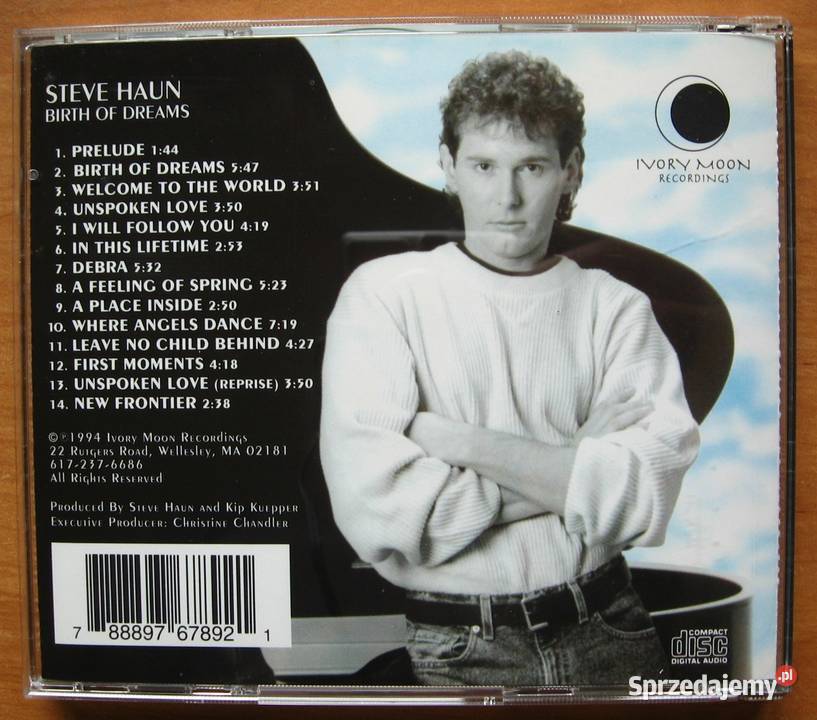 STEVE HAUN
BIRTH OF DREAMS
1. PRELUDE 1:44
2. BIRTH OF DREAMS 5:47
3. WELCOME TO THE WORLD 3:51
4. UNSPOKEN LOVE 3:50
5. I WILL FOLLOW YOU 4:19
6. IN THIS LIFETIME 2:53
7. DEBRA 5:32
8. A FEELING OF SPRING 5:23
9. A PLACE INSIDE 2:50
10. WHERE ANGELS DANCE 7:19
11. LEAVE NO CHILD BEHIND 4:27
12. FIRST MOMENTS 4:18
13. UNSPOKEN LOVE (REPRISE) 3:50
14. NEW FRONTIER 2:38
©℗1994 IVORY MOON RECORDINGS
22 RUTGERS ROAD, WELLESLEY, MA 02181
617-237-6686
ALL RIGHTS RESERVED
PRODUCED BY STEVE HAUN AND KIP KUEPPER
EXECUTIVE PRODUCER: CHRISTINE CHANDLER
7 88897 67892 1
IVORY MOON
RECORDINGS
COMPACT
disc
DIGITAL AUDIO
Sprzedajemy.pl